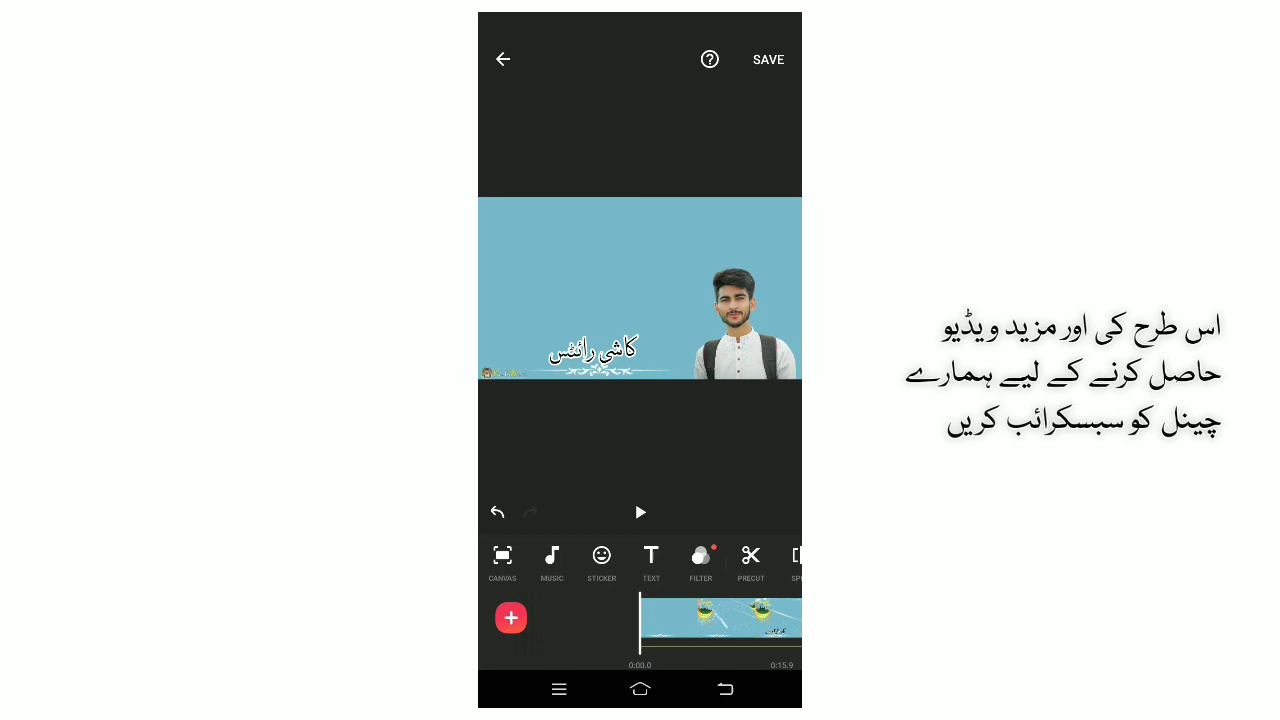 SAVE
کاشی رائٹس
اس طرح کی اور مزید ویڈیو
حاصل کرنے کے لیے ہمارے
چینل کو سبسکرائب کریں
CANVAS MUSIC STICKER TEXT FILTER PRECUT
0:00.0 0:15.9